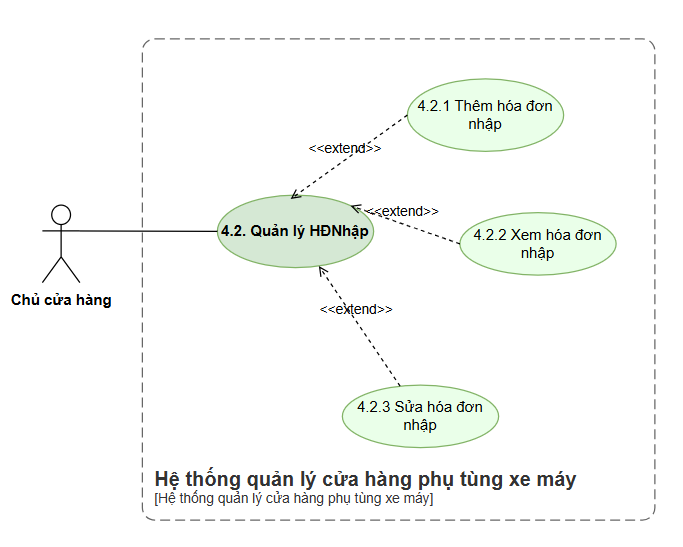 4.2.1 Thêm hóa đơn
nhập
<<extend>>
<<extend>>
4.2. Quản lý HĐNhập
4.2.2 Xem hóa đơn
nhập
Chủ cửa hàng
<<extend>>
4.2.3 Sửa hóa đơn
nhập
Hệ thống quản lý cửa hàng phụ tùng xe máy
[Hệ thống quản lý cửa hàng phụ tùng xe máy]